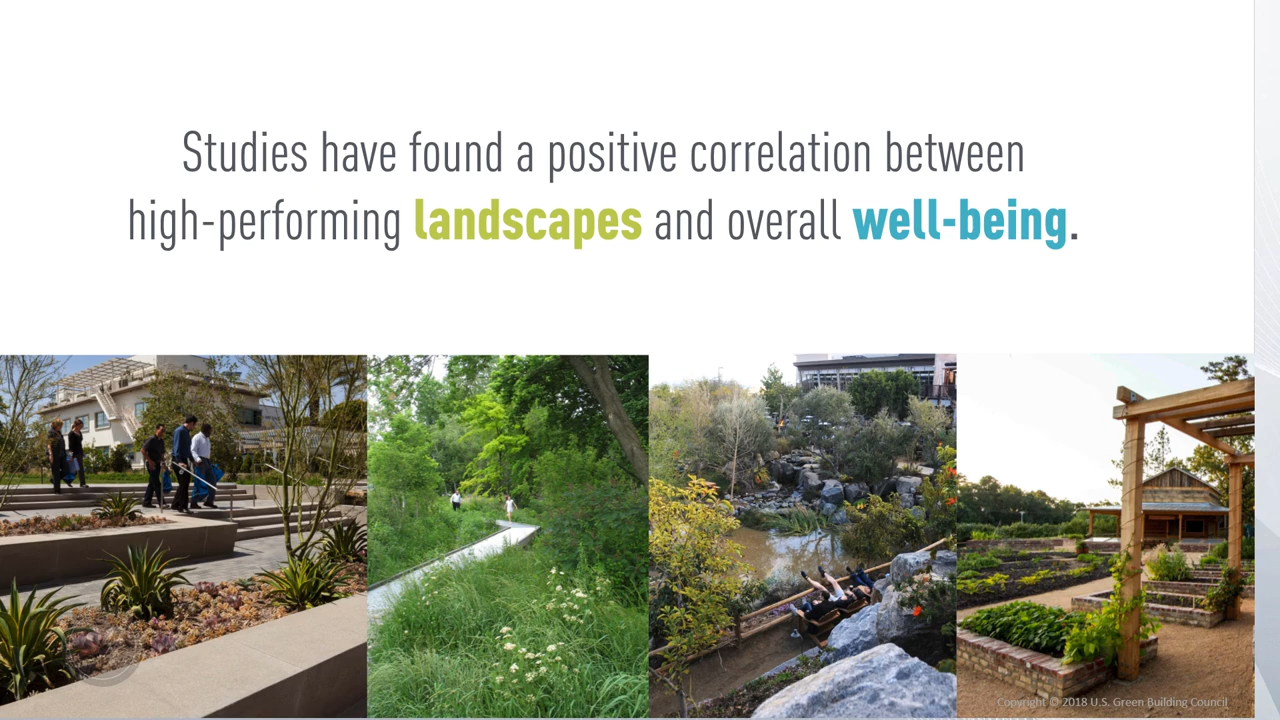 Studies have found a positive correlation between
high-performing landscapes and overall well-being.
Copyright © 2018 U.S. Green Building Council